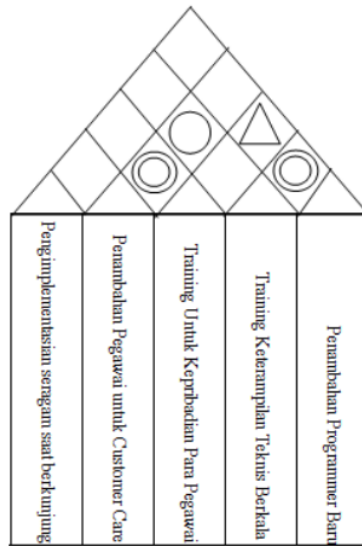 Pengimplementasian seragam saat berkunjung
Penambahan Pegawai untuk Customer Care
Training Untuk Kepribadian Para Pegawai
Training Keterampilan Teknis Berkala
Penambahan Programmer Baru